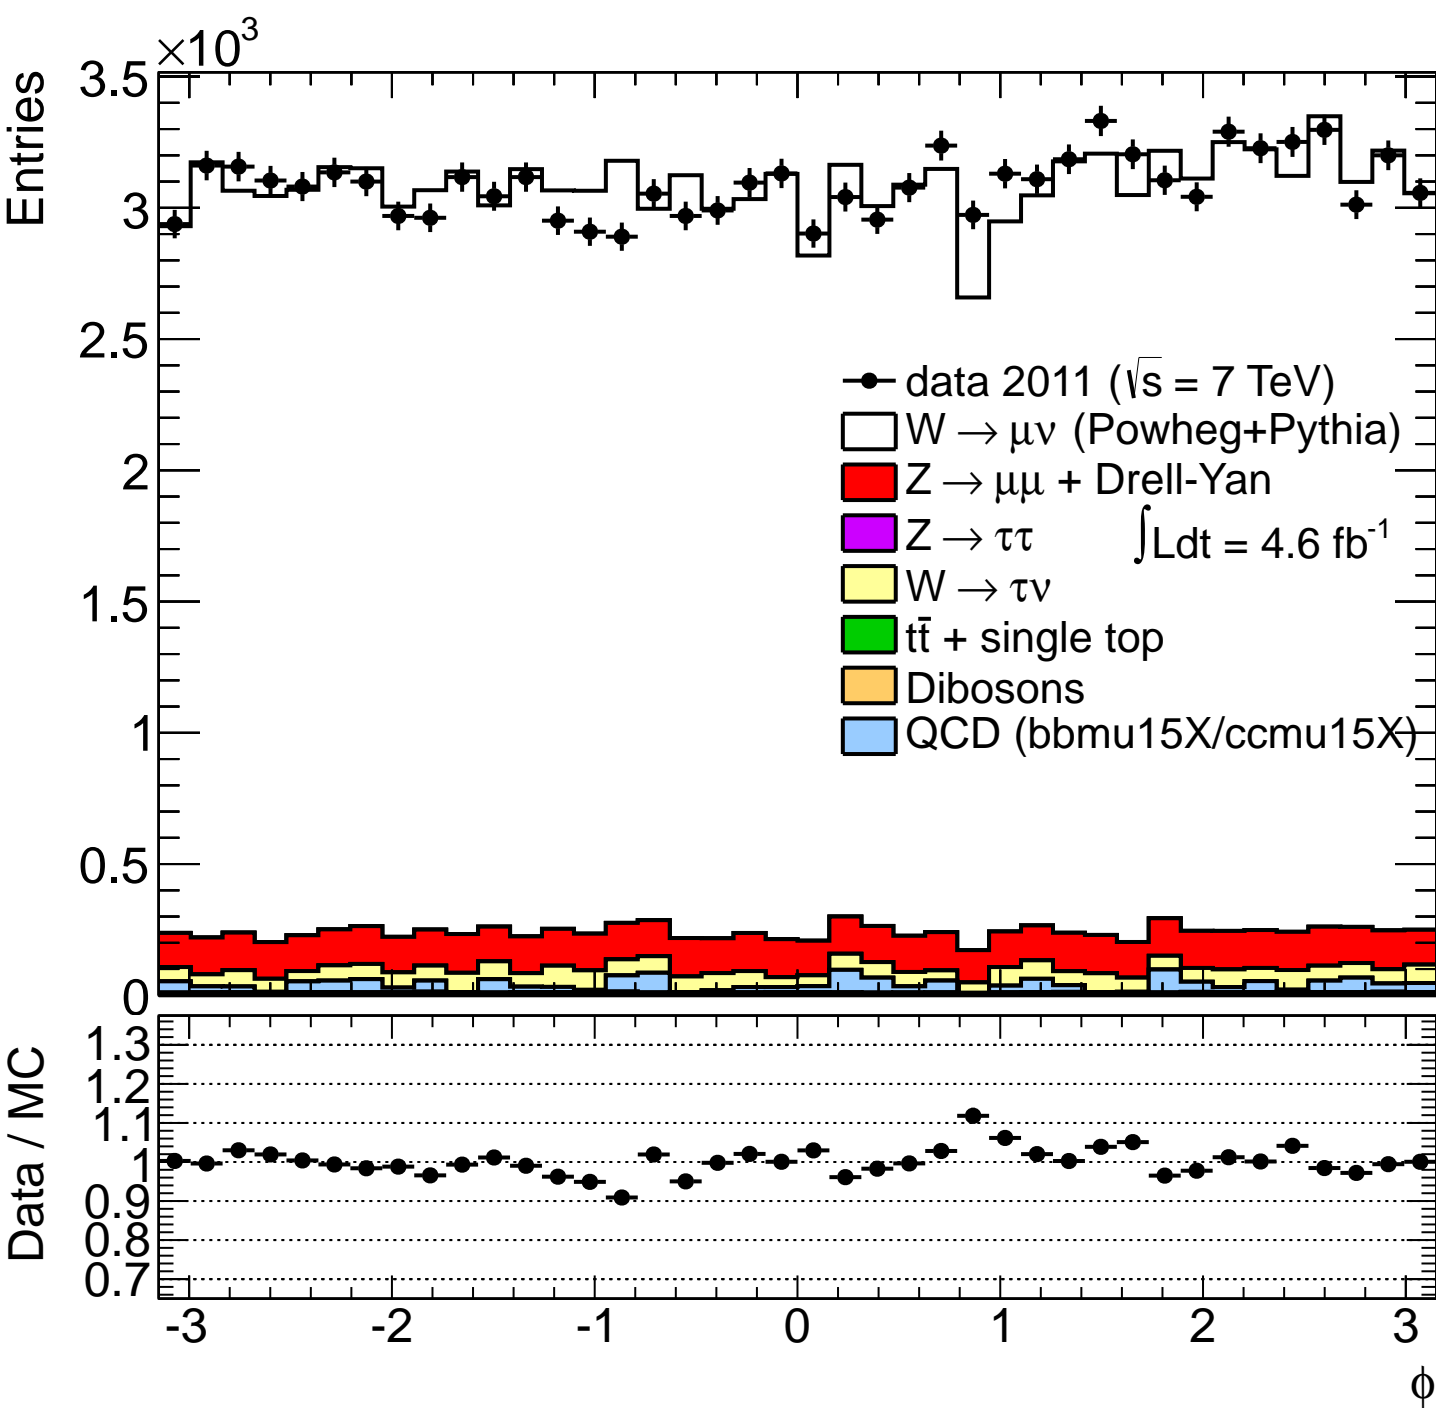 ×10³
Entries
3.5
3
2.5
2
1.5
1
0.5
0
data 2011 (√s = 7 TeV)
W → μν (Powheg+Pythia)
Z → μμ + Drell-Yan
Z → ττ
∫Ldt = 4.6 fb⁻¹
W → τν
tt̄ + single top
Dibosons
QCD (bbmu15X/ccmu15X)
Data / MC
1.3
1.2
1.1
1
0.9
0.8
0.7
-3 -2 -1 0 1 2 3
ϕ